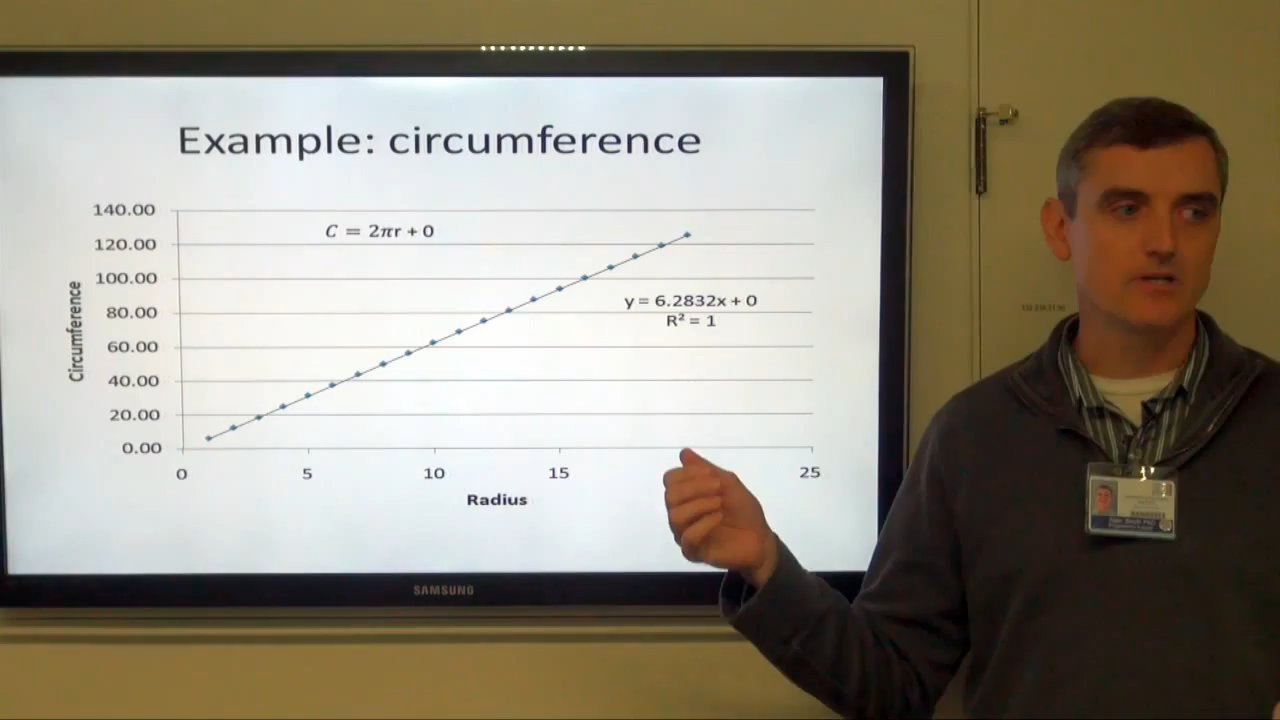 Example: circumference
140.00
120.00
100.00
80.00
60.00
40.00
20.00
0.00
Circumference
C = 2πr + 0
y = 6.2832x + 0
R² = 1
0 5 10 15 25
Radius
SAMSUNG